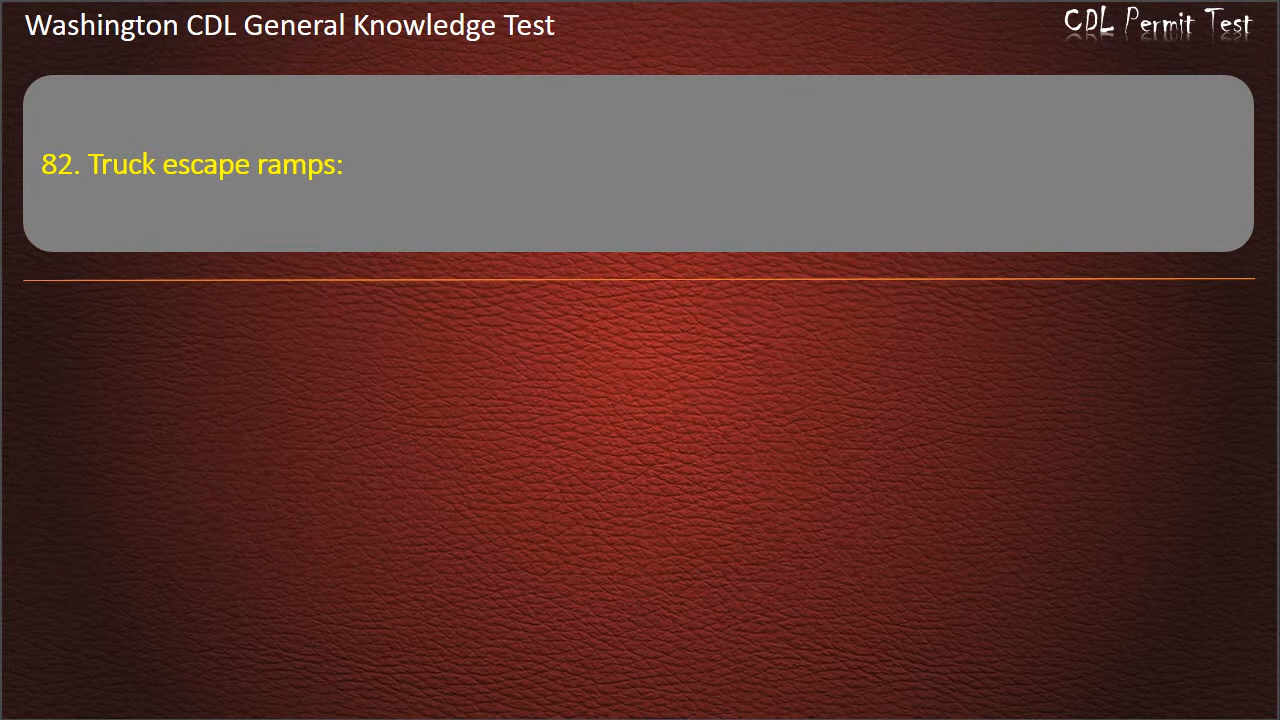 Washington CDL General Knowledge Test
CDL Permit Test
82. Truck escape ramps: